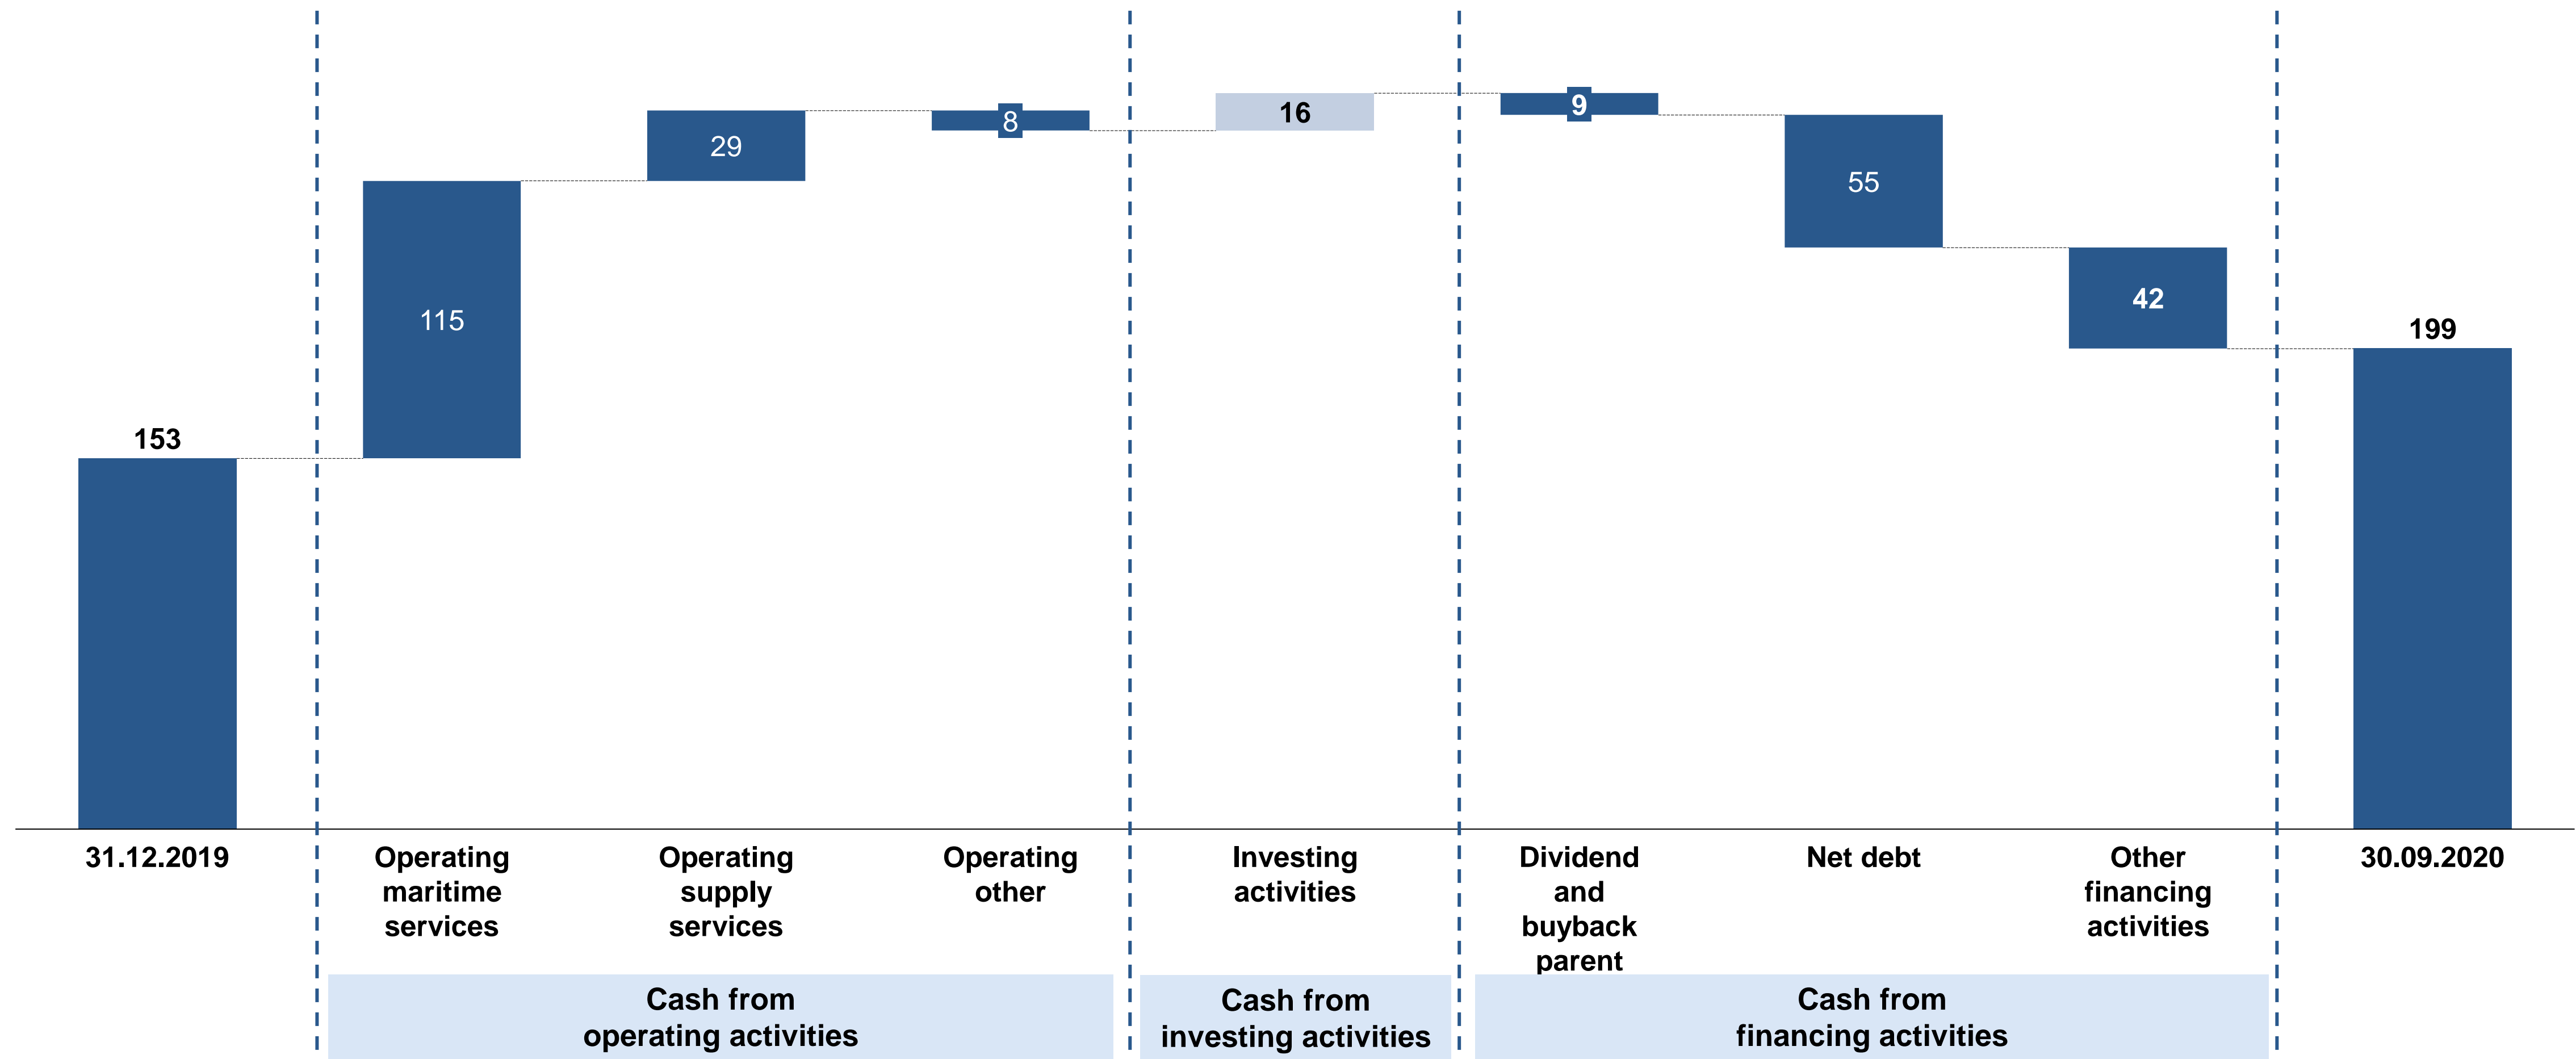 153
115
29
8
16
9
55
42
199
31.12.2019
Operating
maritime
services
Operating
supply
services
Operating
other
Investing
activities
Dividend
and
buyback
parent
Net debt
Other
financing
activities
30.09.2020
Cash from
operating activities
Cash from
investing activities
Cash from
financing activities